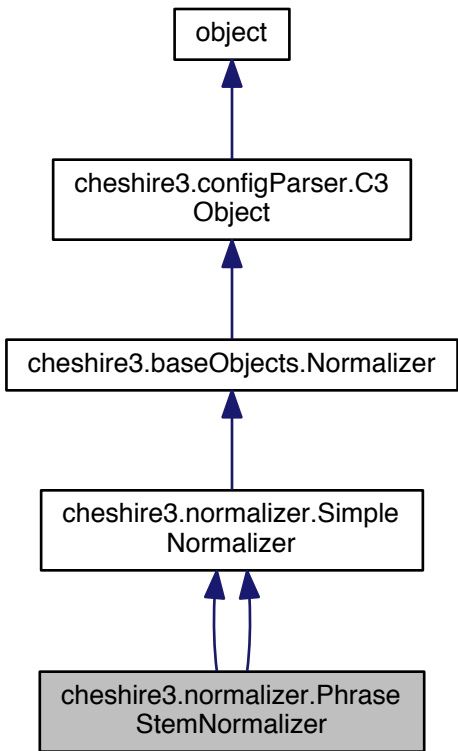 object
cheshire3.configParser.C3
Object
cheshire3.baseObjects.Normalizer
cheshire3.normalizer.Simple
Normalizer
cheshire3.normalizer.Phrase
StemNormalizer